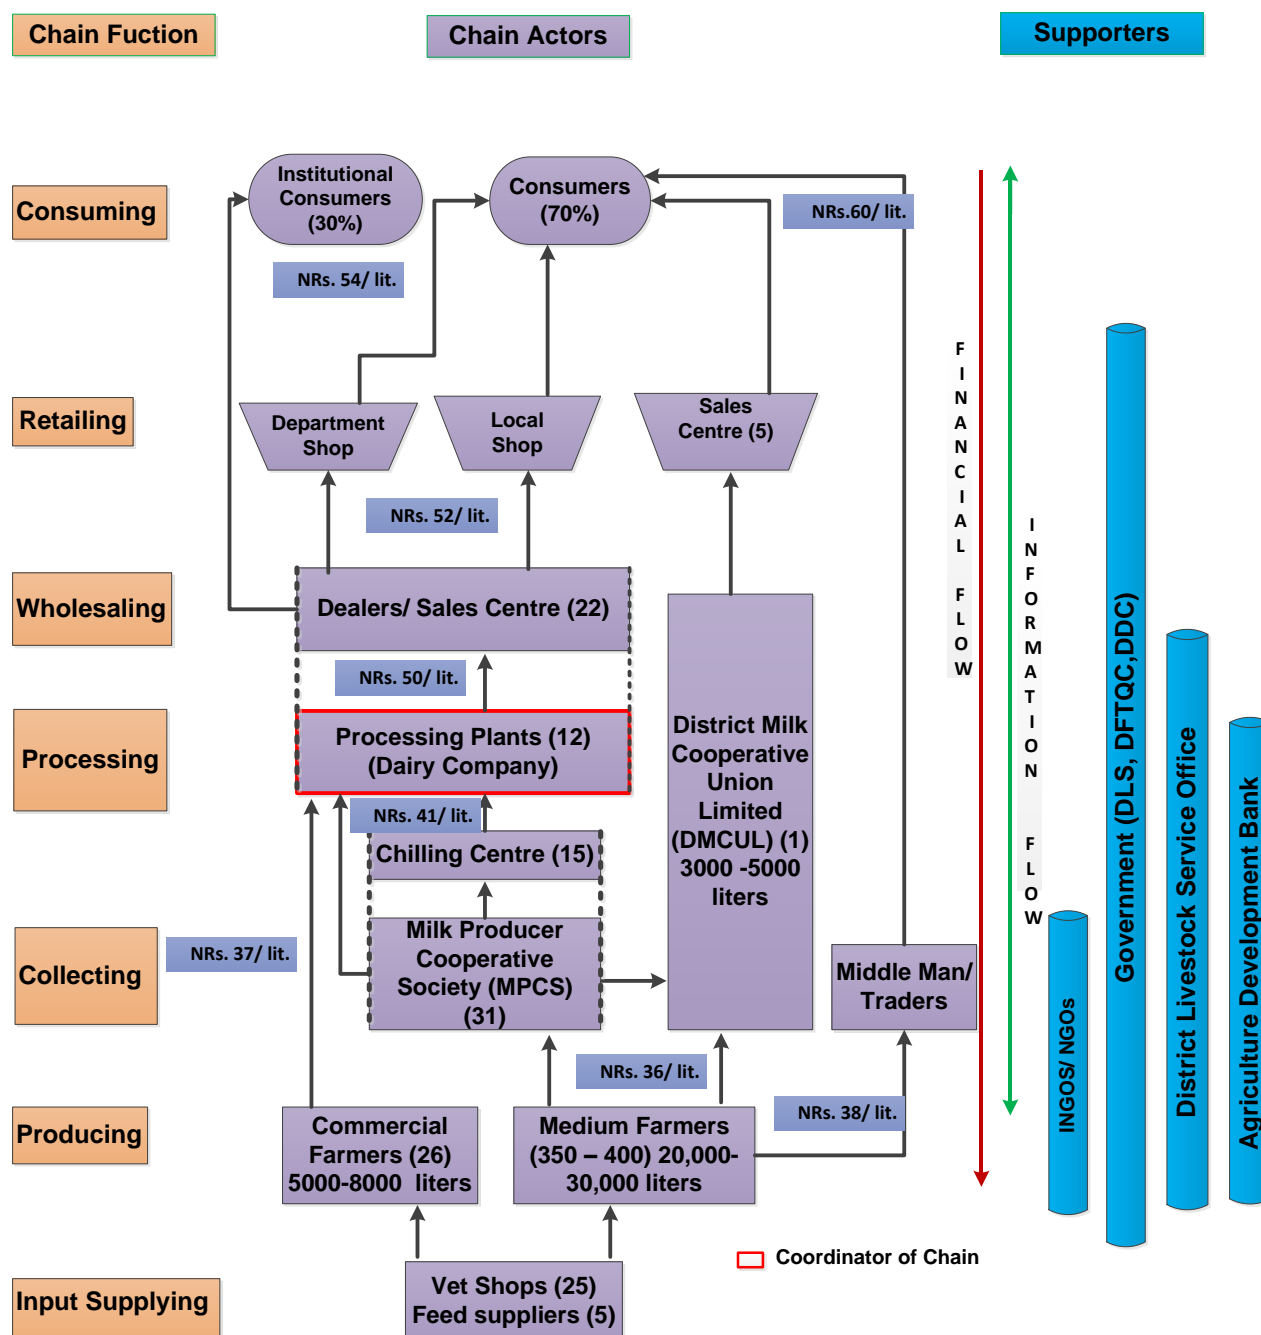 Chain Fuction
Chain Actors
Supporters
Consuming
Institutional
Consumers
(30%)
Consumers
(70%)
NRs.60/ lit.
NRs. 54/ lit.
Retailing
Department
Shop
Local
Shop
Sales
Centre (5)
NRs. 52/ lit.
Wholesaling
Dealers/ Sales Centre (22)
NRs. 50/ lit.
Processing
Processing Plants (12)
(Dairy Company)
NRs. 41/ lit.
Chilling Centre (15)
District Milk
Cooperative
Union
Limited
(DMCUL) (1)
3000 -5000
liters
Collecting
NRs. 37/ lit.
Milk Producer
Cooperative
Society (MPCS)
(31)
Middle Man/
Traders
NRs. 36/ lit.
NRs. 38/ lit.
Producing
Commercial
Farmers (26)
5000-8000 liters
Medium Farmers
(350 – 400) 20,000-
30,000 liters
Coordinator of Chain
Input Supplying
Vet Shops (25)
Feed suppliers (5)
FINANCIAL FLOW
INFORMATION FLOW
INGOS/ NGOs
Government (DLS, DFTQC,DDC)
District Livestock Service Office
Agriculture Development Bank